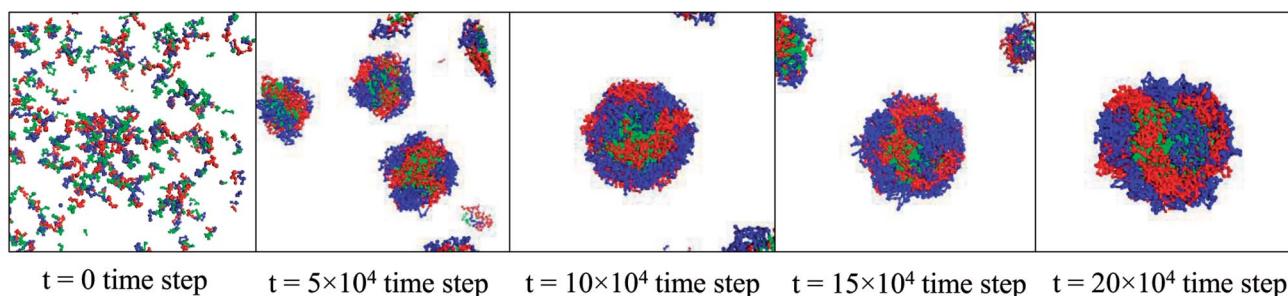 t = 0 time step
t = 5×10⁴ time step
t = 10×10⁴ time step
t = 15×10⁴ time step
t = 20×10⁴ time step